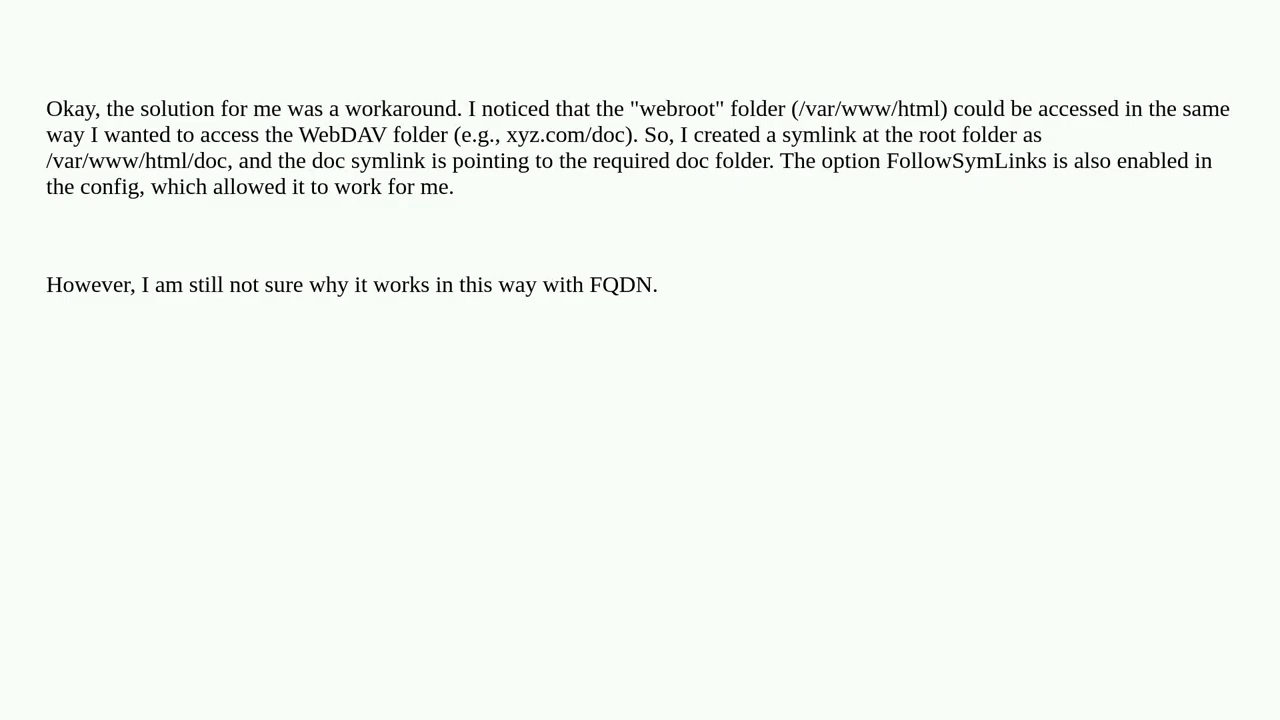 Okay, the solution for me was a workaround. I noticed that the "webroot" folder (/var/www/html) could be accessed in the same
way I wanted to access the WebDAV folder (e.g., xyz.com/doc). So, I created a symlink at the root folder as
/var/www/html/doc, and the doc symlink is pointing to the required doc folder. The option FollowSymLinks is also enabled in
the config, which allowed it to work for me.
However, I am still not sure why it works in this way with FQDN.